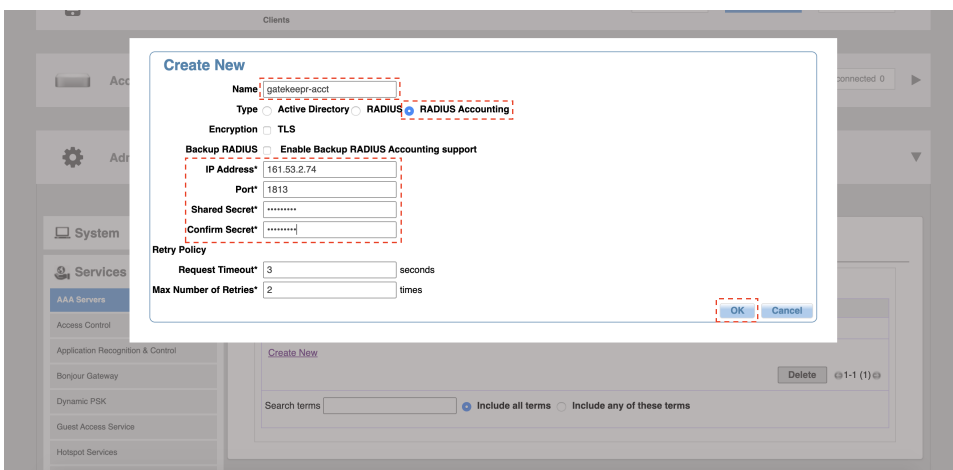 Clients
Acc
onnected 0
Adr
Create New
Name gatekeepr-acct
Type Active Directory RADIUS RADIUS Accounting
Encryption TLS
Backup RADIUS Enable Backup RADIUS Accounting support
IP Address* 161.53.2.74
Port* 1813
Shared Secret* •••••••••
Confirm Secret* •••••••••
Retry Policy
Request Timeout* 3 seconds
Max Number of Retries* 2 times
OK Cancel
System
Services
AAA Servers
Access Control
Application Recognition & Control
Bonjour Gateway
Dynamic PSK
Guest Access Service
Hotspot Services
Create New
Delete 1-1 (1)
Search terms Include all terms Include any of these terms